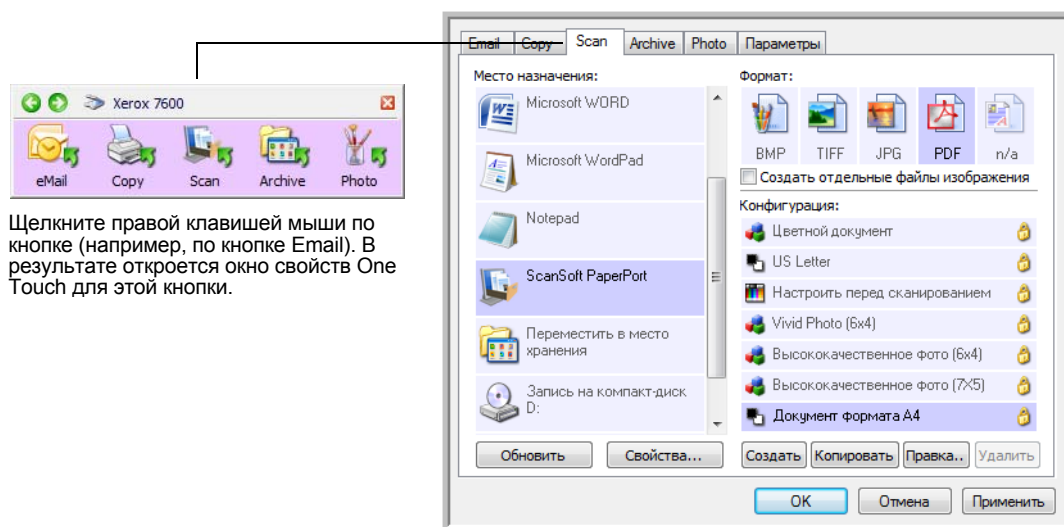 Xerox 7600
eMail Copy Scan Archive Photo
Щелкните правой клавишей мыши по
кнопке (например, по кнопке Email). В
результате откроется окно свойств One
Touch для этой кнопки.
Email Copy Scan Archive Photo Параметры
Место назначения:
Microsoft WORD
Microsoft WordPad
Notepad
ScanSoft PaperPort
Переместить в место
хранения
Запись на компакт-диск
D:
Обновить Свойства...
Формат:
BMP TIFF JPG PDF n/a
Создать отдельные файлы изображения
Конфигурация:
Цветной документ
US Letter
Настроить перед сканированием
Vivid Photo (6x4)
Высококачественное фото (6x4)
Высококачественное фото (7X5)
Документ формата A4
Создать Копировать Правка.. Удалить
OK Отмена Применить